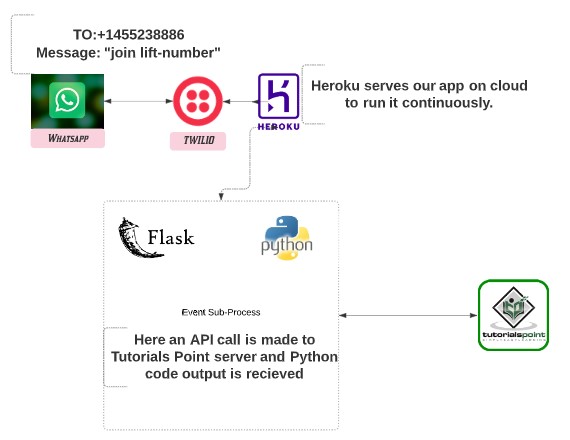 TO:+1455238886
Message: "join lift-number"
Heroku serves our app on cloud
to run it continuously.
HEROKU
WHATSAPP
TWILIO
Flask
python
Event Sub-Process
Here an API call is made to
Tutorials Point server and Python
code output is recieved
tutorialspoint